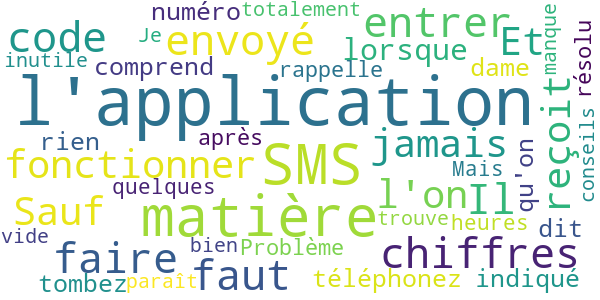 numéro totalement
code Je envoyé entrer Et manque résolu
lorsque
inutile comprend rappelle dame
l'application
rien après jamais reçoit conseils
fonctionner SMS Mais qu'on
quelques l'on Il
Sauf matière trouve heures
vide bien Problème dit
faire faut chiffres
tombez paraît téléphonez indiqué